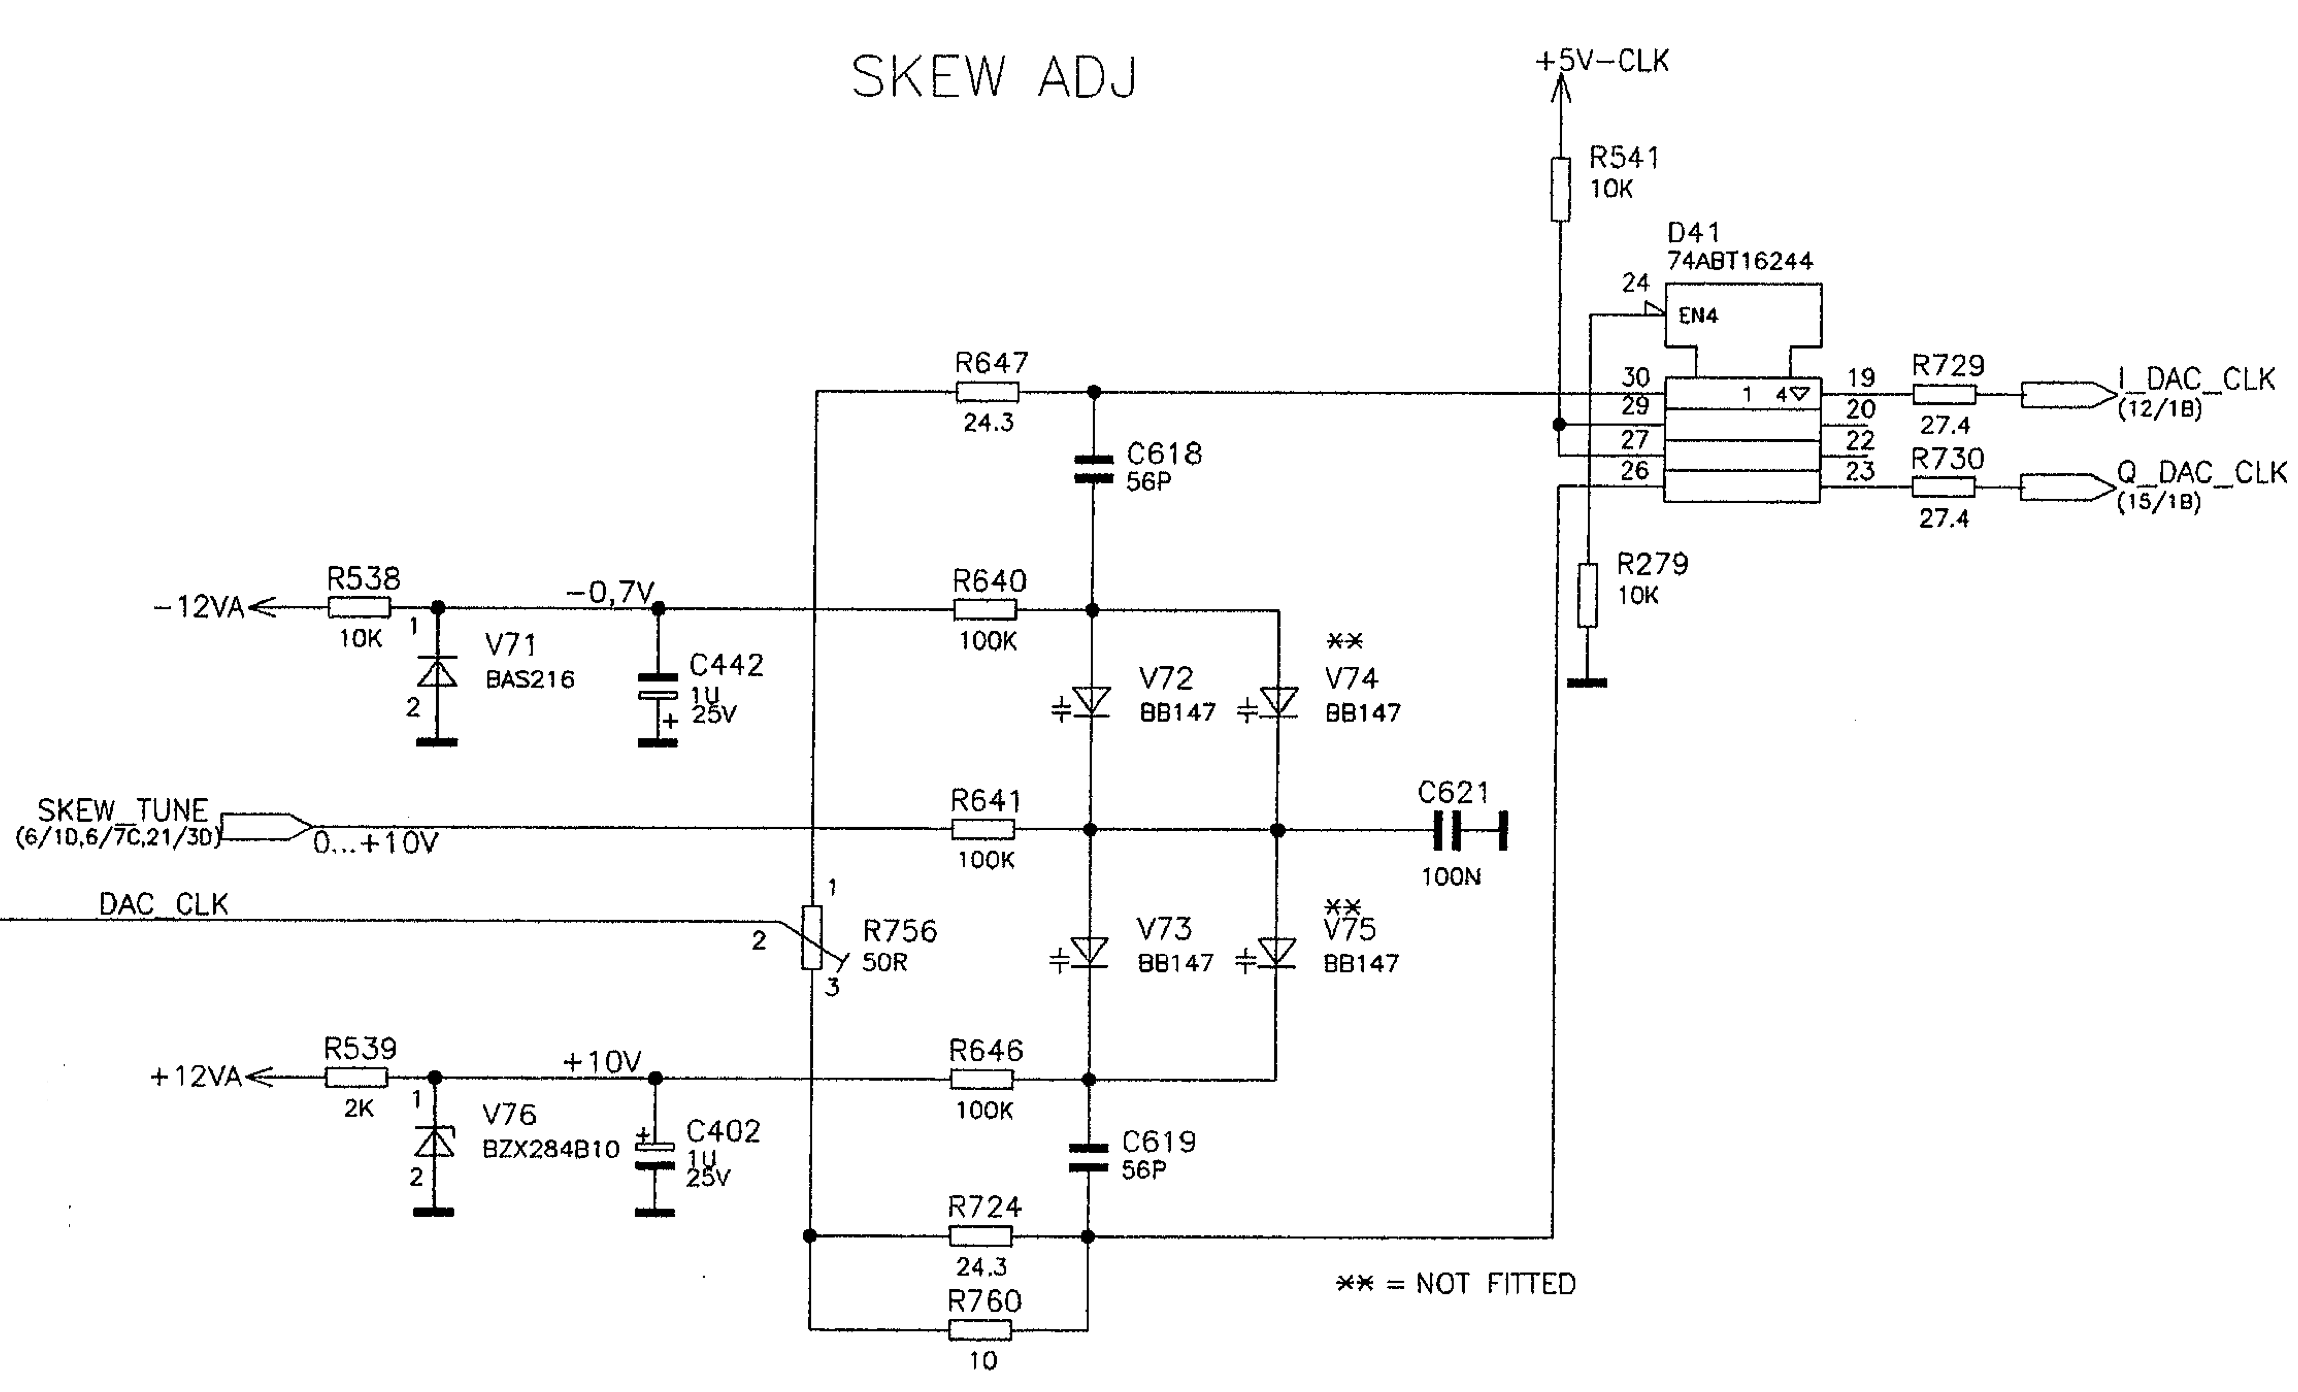 SKEW ADJ
+5V-CLK
R541
10K
D41
74ABT16244
24
EN4
R647
24.3
30
29
27
26
1 4
19
20
22
23
R729
27.4
R730
27.4
I_DAC_CLK
(12/1B)
Q_DAC_CLK
(15/1B)
C618
56P
R279
10K
-12VA
R538
10K
-0,7V
1
V71
BAS216
2
C442
1U
25V
+
R640
100K
V72
BB147
**
V74
BB147
SKEW_TUNE
(6/1D,6/7C,21/3D)
0...+10V
R641
100K
C621
100N
DAC_CLK
1
2
R756
50R
3
V73
BB147
**
V75
BB147
+12VA
R539
2K
+10V
1
V76
BZX284B10
2
+
C402
1U
25V
R646
100K
C619
56P
R724
24.3
R760
10
** = NOT FITTED